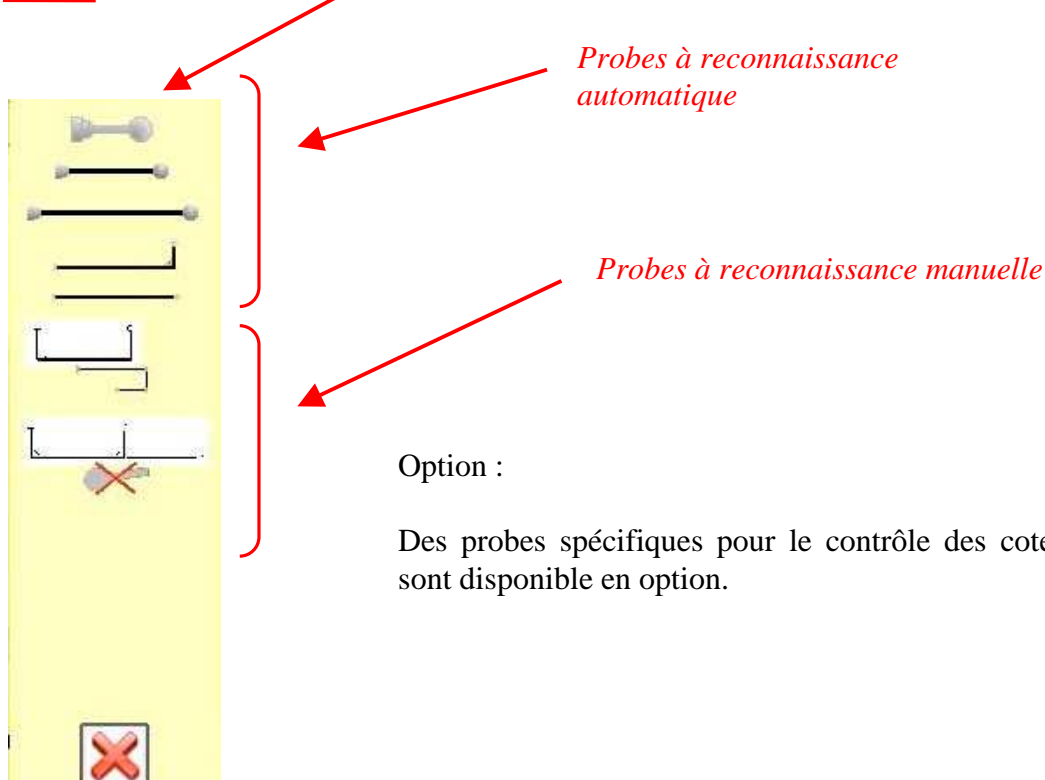 Probes à reconnaissance
automatique
Probes à reconnaissance manuelle
Option :
Des probes spécifiques pour le contrôle des cote
sont disponible en option.